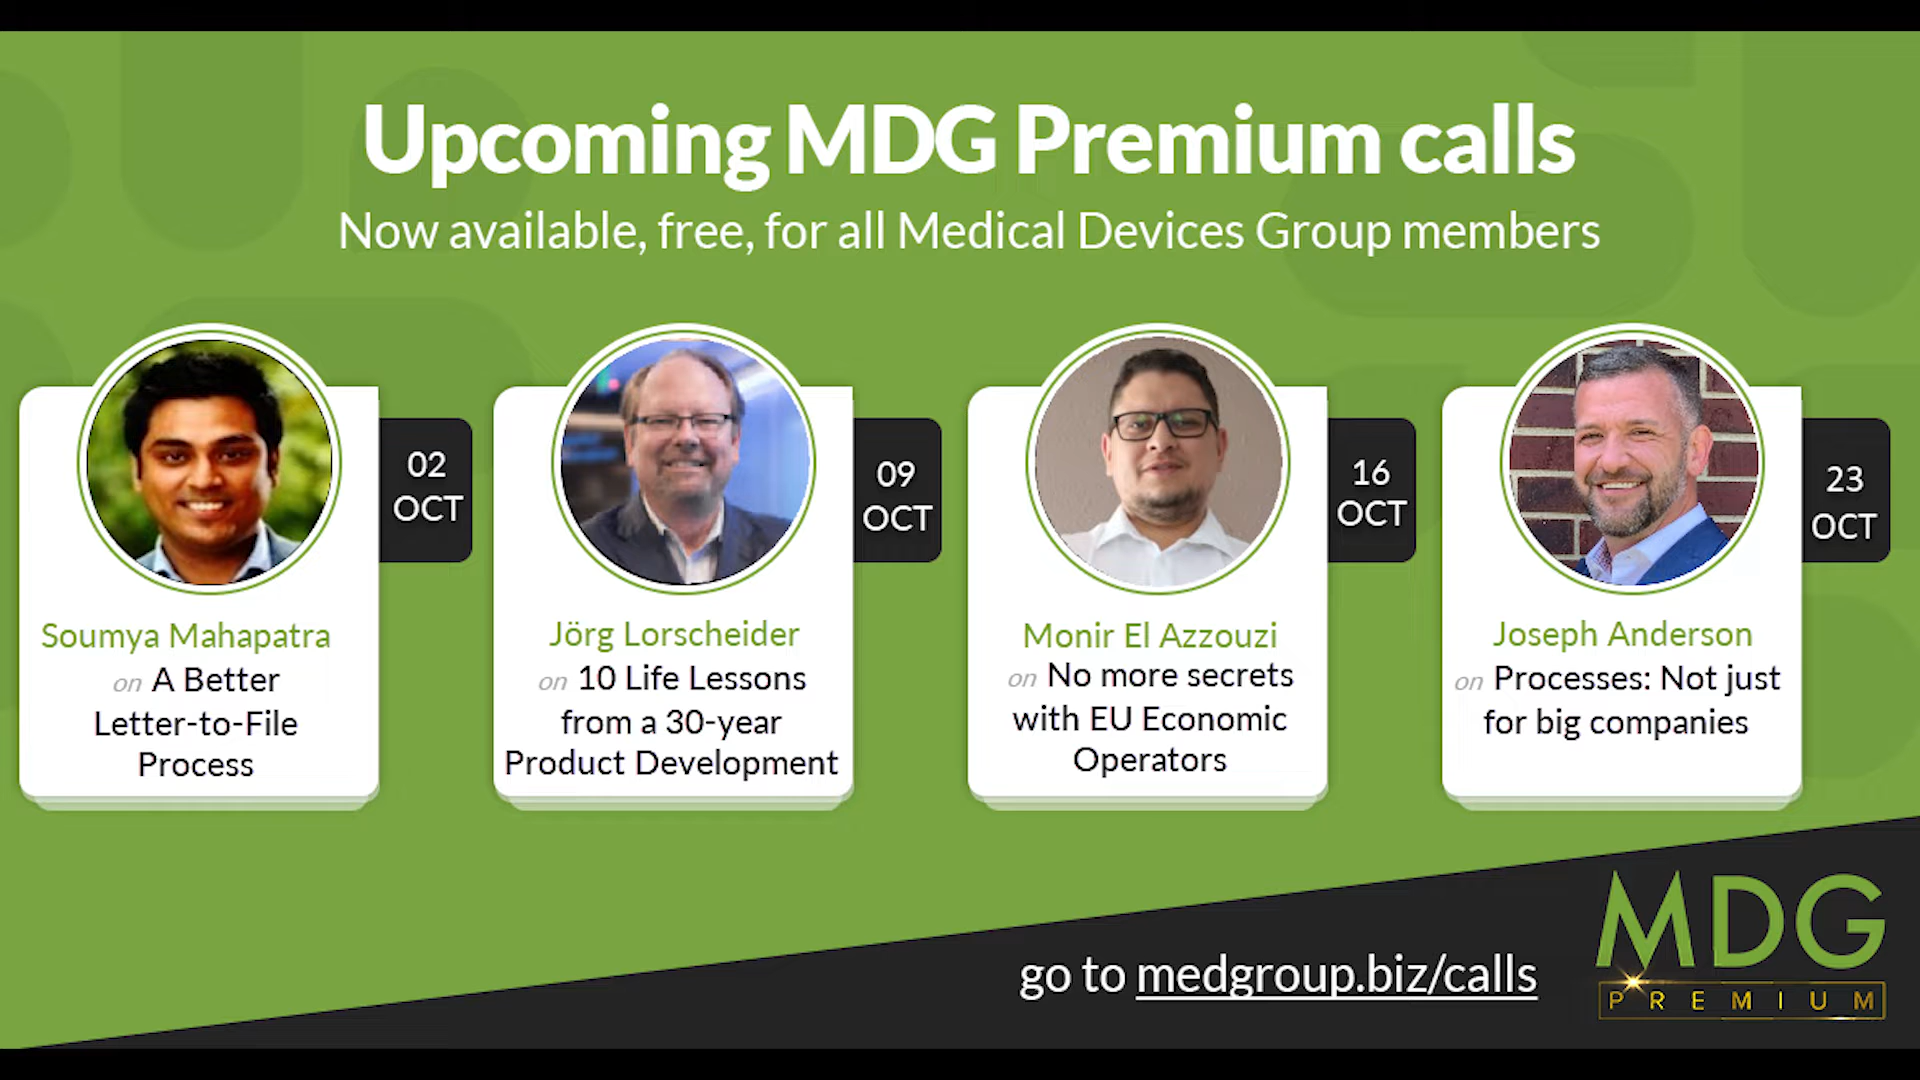 Upcoming MDG Premium calls
Now available, free, for all Medical Devices Group members
02
OCT
Soumya Mahapatra
on A Better
Letter-to-File
Process
09
OCT
Jörg Lorscheider
on 10 Life Lessons
from a 30-year
Product Development
16
OCT
Monir El Azzouzi
on No more secrets
with EU Economic
Operators
23
OCT
Joseph Anderson
on Processes: Not just
for big companies
go to medgroup.biz/calls
MDG
PREMIUM